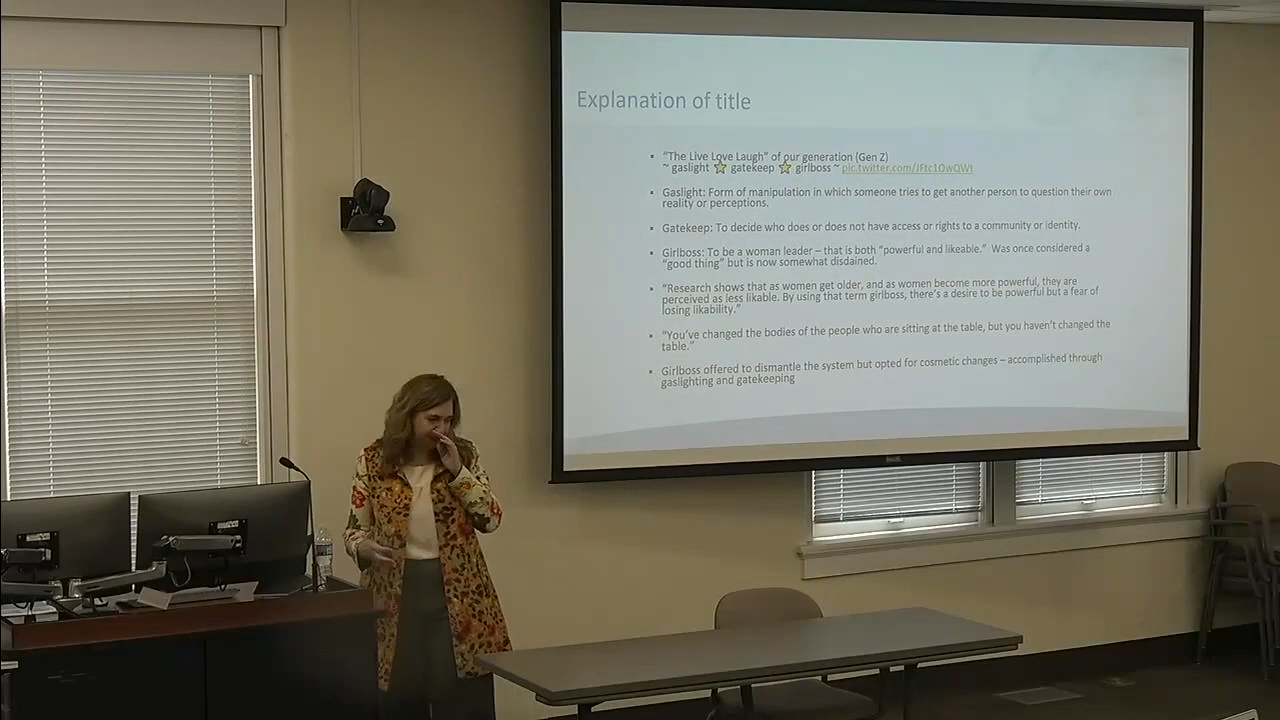 Explanation of title
▪ "The Live Love Laugh" of our generation (Gen Z)
~ gaslight ⭐ gatekeep ⭐ girlboss ~ pic.twitter.com/JFtc1OwQWt
▪ Gaslight: Form of manipulation in which someone tries to get another person to question their own
reality or perceptions.
▪ Gatekeep: To decide who does or does not have access or rights to a community or identity.
▪ Girlboss: To be a woman leader – that is both "powerful and likeable." Was once considered a
"good thing" but is now somewhat disdained.
▪ "Research shows that as women get older, and as women become more powerful, they are
perceived as less likable. By using that term girlboss, there's a desire to be powerful but a fear of
losing likability."
▪ "You've changed the bodies of the people who are sitting at the table, but you haven't changed the
table."
▪ Girlboss offered to dismantle the system but opted for cosmetic changes – accomplished through
gaslighting and gatekeeping